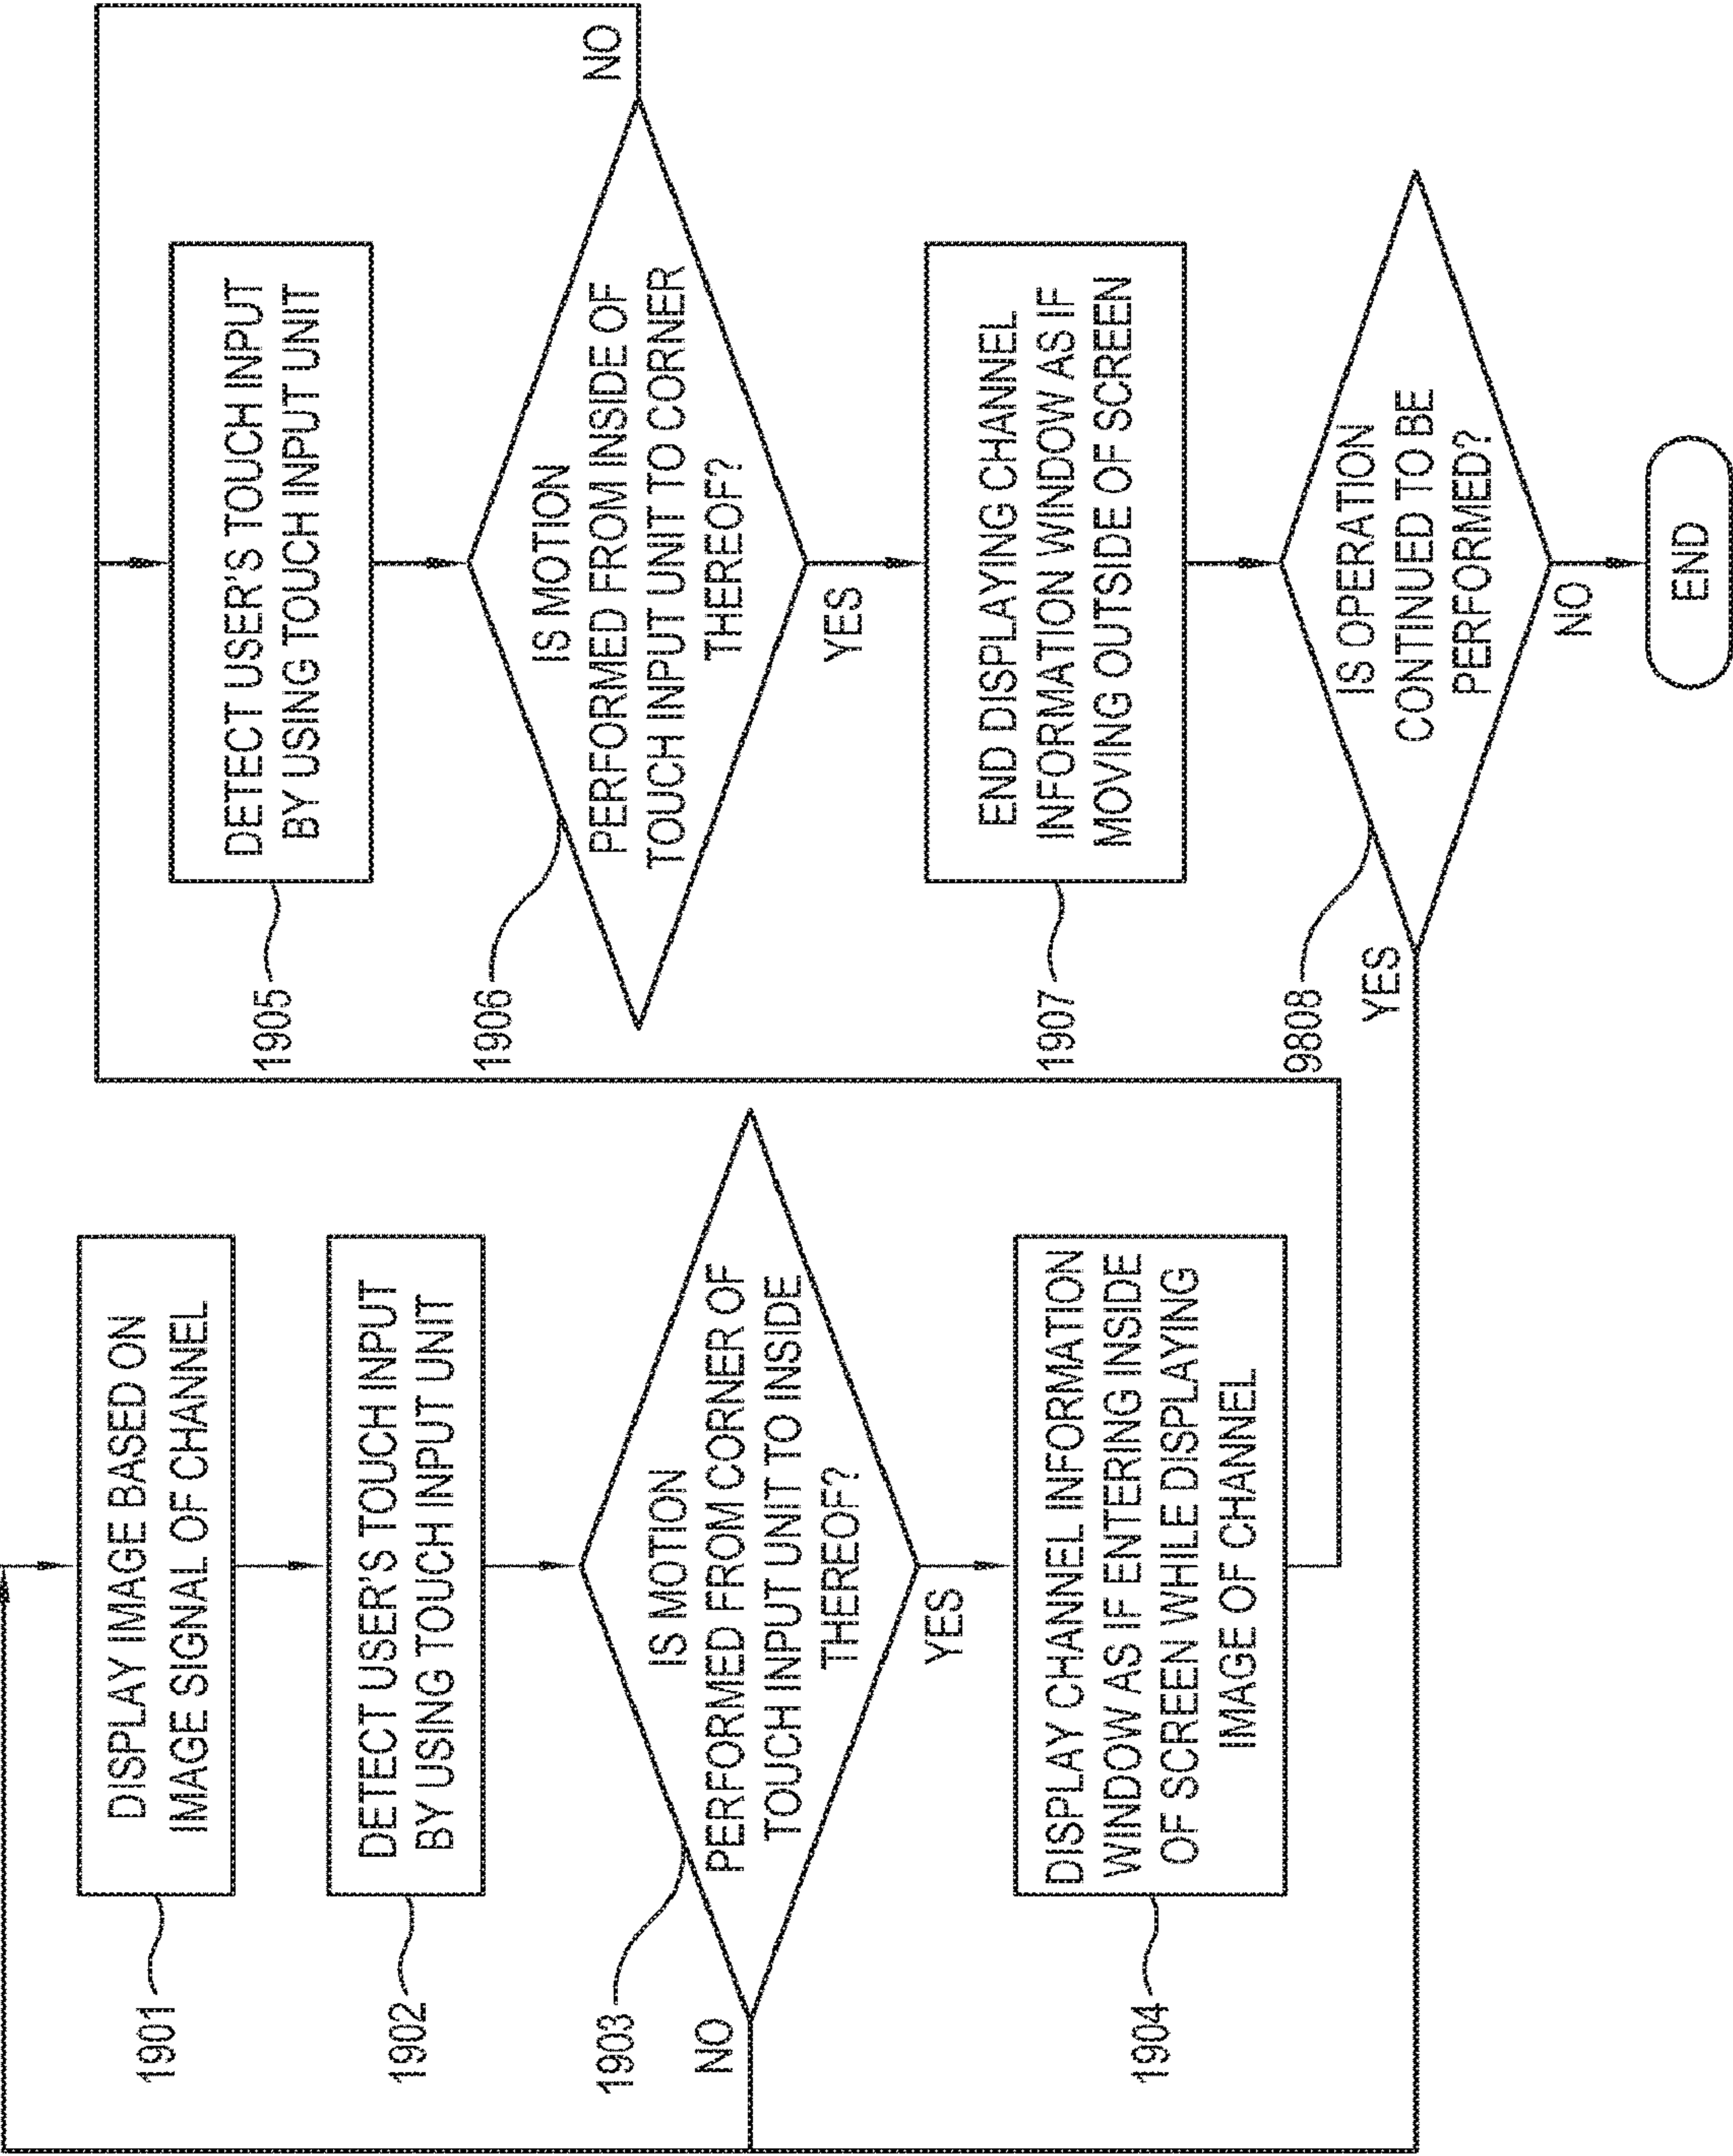 1901
DISPLAY IMAGE BASED ON
IMAGE SIGNAL OF CHANNEL
1902
DETECT USER'S TOUCH INPUT
BY USING TOUCH INPUT UNIT
1903
IS MOTION
PERFORMED FROM CORNER OF
TOUCH INPUT UNIT TO INSIDE
THEREOF?
NO
YES
1904
DISPLAY CHANNEL INFORMATION
WINDOW AS IF ENTERING INSIDE
OF SCREEN WHILE DISPLAYING
IMAGE OF CHANNEL
1905
DETECT USER'S TOUCH INPUT
BY USING TOUCH INPUT UNIT
1906
IS MOTION
PERFORMED FROM INSIDE OF
TOUCH INPUT UNIT TO CORNER
THEREOF?
NO
YES
1907
END DISPLAYING CHANNEL
INFORMATION WINDOW AS IF
MOVING OUTSIDE OF SCREEN
9808
IS OPERATION
CONTINUED TO BE
PERFORMED?
YES
NO
END